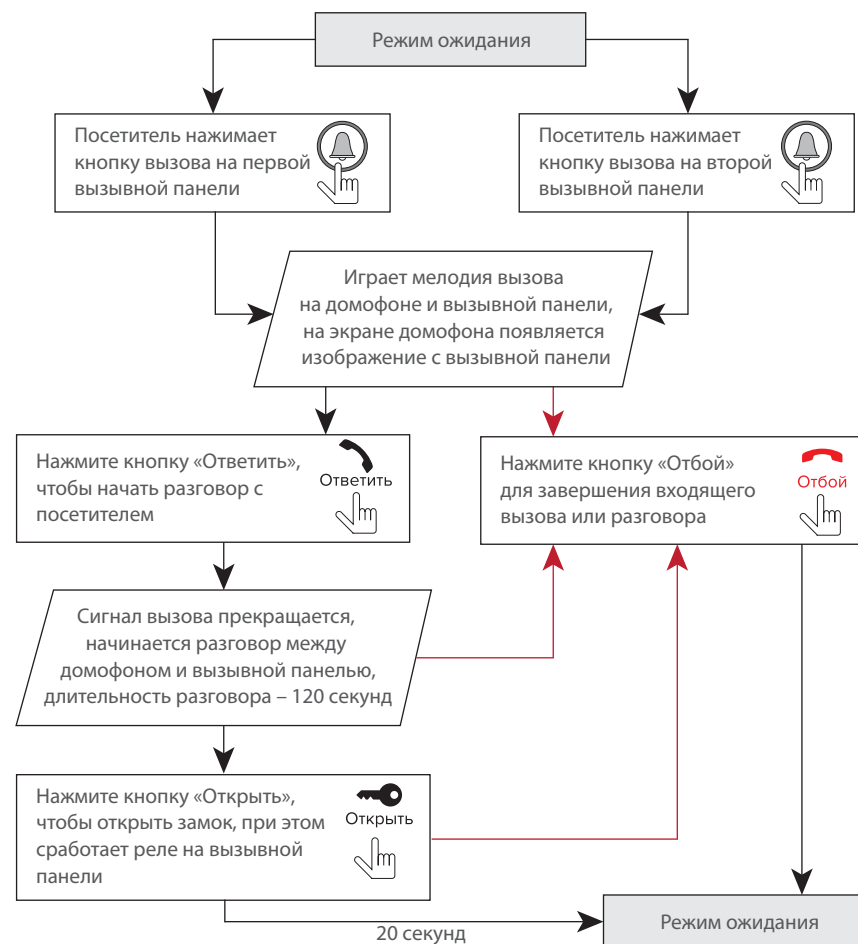 Режим ожидания
Посетитель нажимает
кнопку вызова на первой
вызывной панели
Посетитель нажимает
кнопку вызова на второй
вызывной панели
Играет мелодия вызова
на домофоне и вызывной панели,
на экране домофона появляется
изображение с вызывной панели
Нажмите кнопку «Ответить»,
чтобы начать разговор с
посетителем
Ответить
Нажмите кнопку «Отбой»
для завершения входящего
вызова или разговора
Отбой
Сигнал вызова прекращается,
начинается разговор между
домофоном и вызывной панелью,
длительность разговора – 120 секунд
Нажмите кнопку «Открыть»,
чтобы открыть замок, при этом
сработает реле на вызывной
панели
Открыть
20 секунд
Режим ожидания